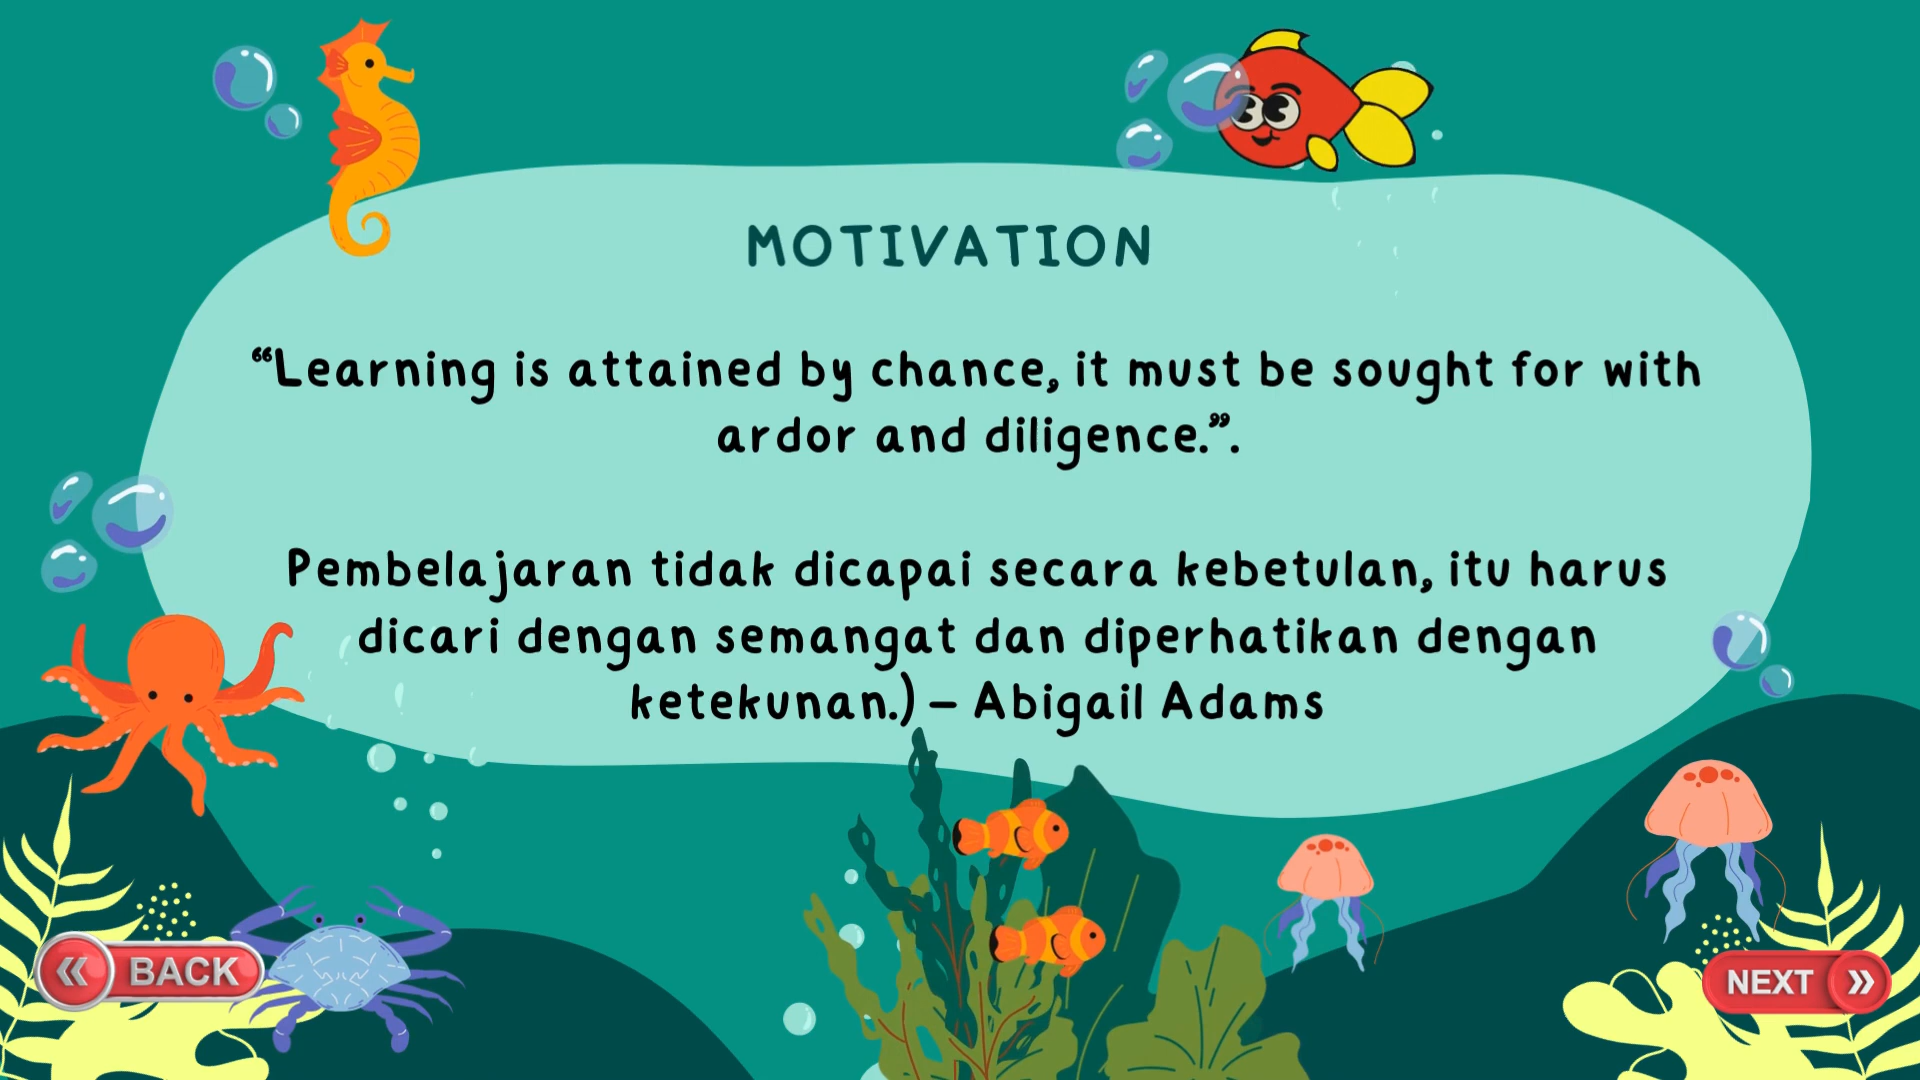 MOTIVATION
“Learning is attained by chance, it must be sought for with
ardor and diligence.”.
Pembelajaran tidak dicapai secara kebetulan, itu harus
dicari dengan semangat dan diperhatikan dengan
ketekunan.) – Abigail Adams
BACK
NEXT